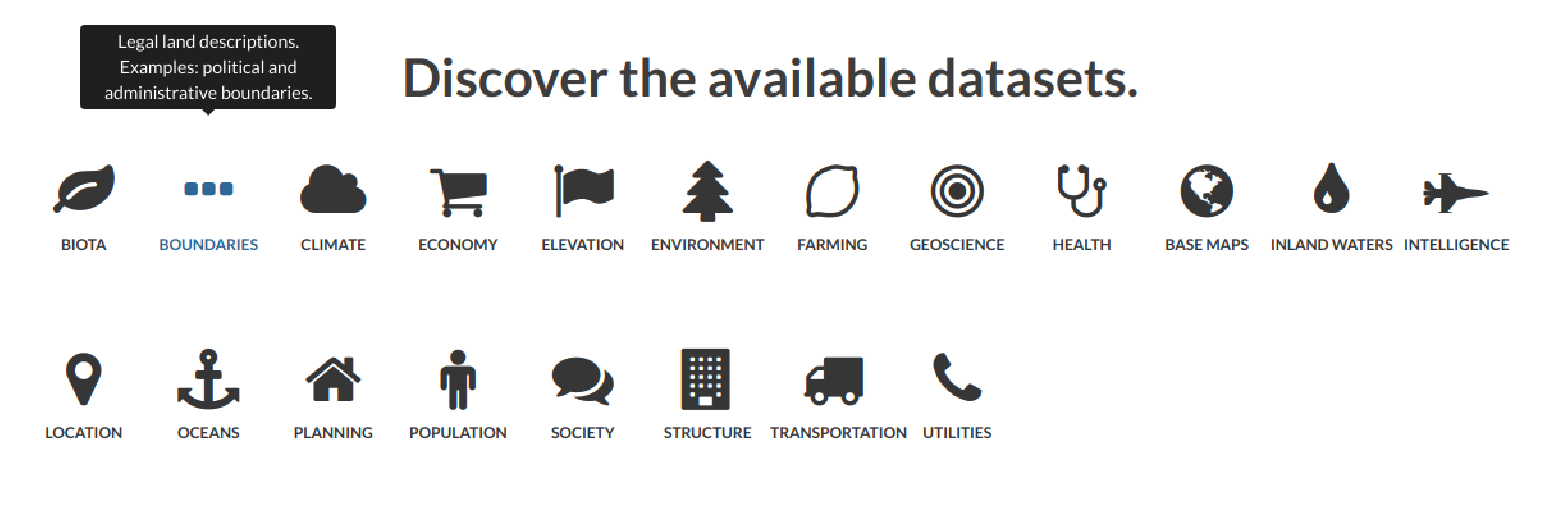 Legal land descriptions.
Examples: political and
administrative boundaries.
Discover the available datasets.
BIOTA
BOUNDARIES
CLIMATE
ECONOMY
ELEVATION
ENVIRONMENT
FARMING
GEOSCIENCE
HEALTH
BASE MAPS
INLAND WATERS
INTELLIGENCE
LOCATION
OCEANS
PLANNING
POPULATION
SOCIETY
STRUCTURE
TRANSPORTATION
UTILITIES